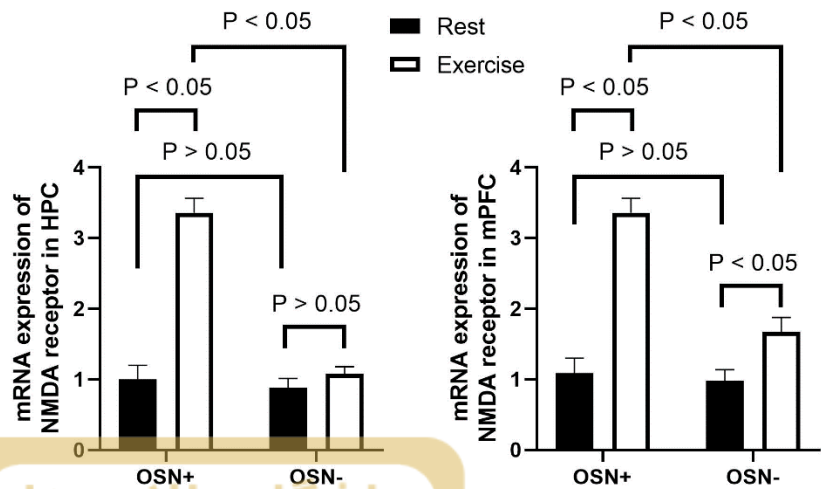 P < 0.05
Rest
Exercise
P < 0.05
P < 0.05
P > 0.05
P < 0.05
P > 0.05
mRNA expression of
NMDA receptor in HPC
4
3
2
1
0
P > 0.05
OSN+
OSN-
mRNA expression of
NMDA receptor in mPFC
4
3
2
1
0
P < 0.05
OSN+
OSN-